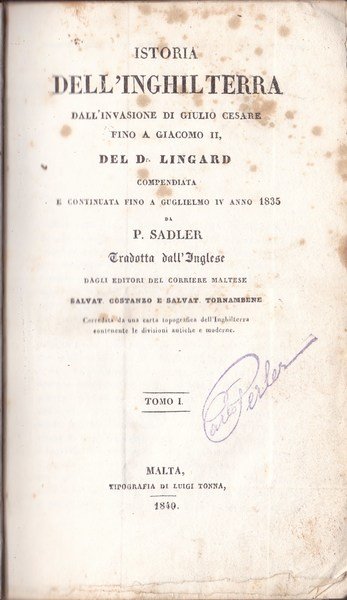 ISTORIA
DELL'INGHILTERRA
DALL'INVASIONE DI GIULIO CESARE
FINO A GIACOMO II,
DEL Dr. LINGARD
COMPENDIATA
E CONTINUATA FINO A GUGLIELMO IV ANNO 1835
DA
P. SADLER
Tradotta dall'Inglese
DAGLI EDITORI DEL CORRIERE MALTESE
SALVAT. COSTANZO E SALVAT. TORNAMBENE
Corredata da una carta topografica dell'Inghilterra
contenente le divisioni antiche e moderne.
TOMO I.
MALTA,
TIPOGRAFIA DI LUIGI TONNA,
1840.